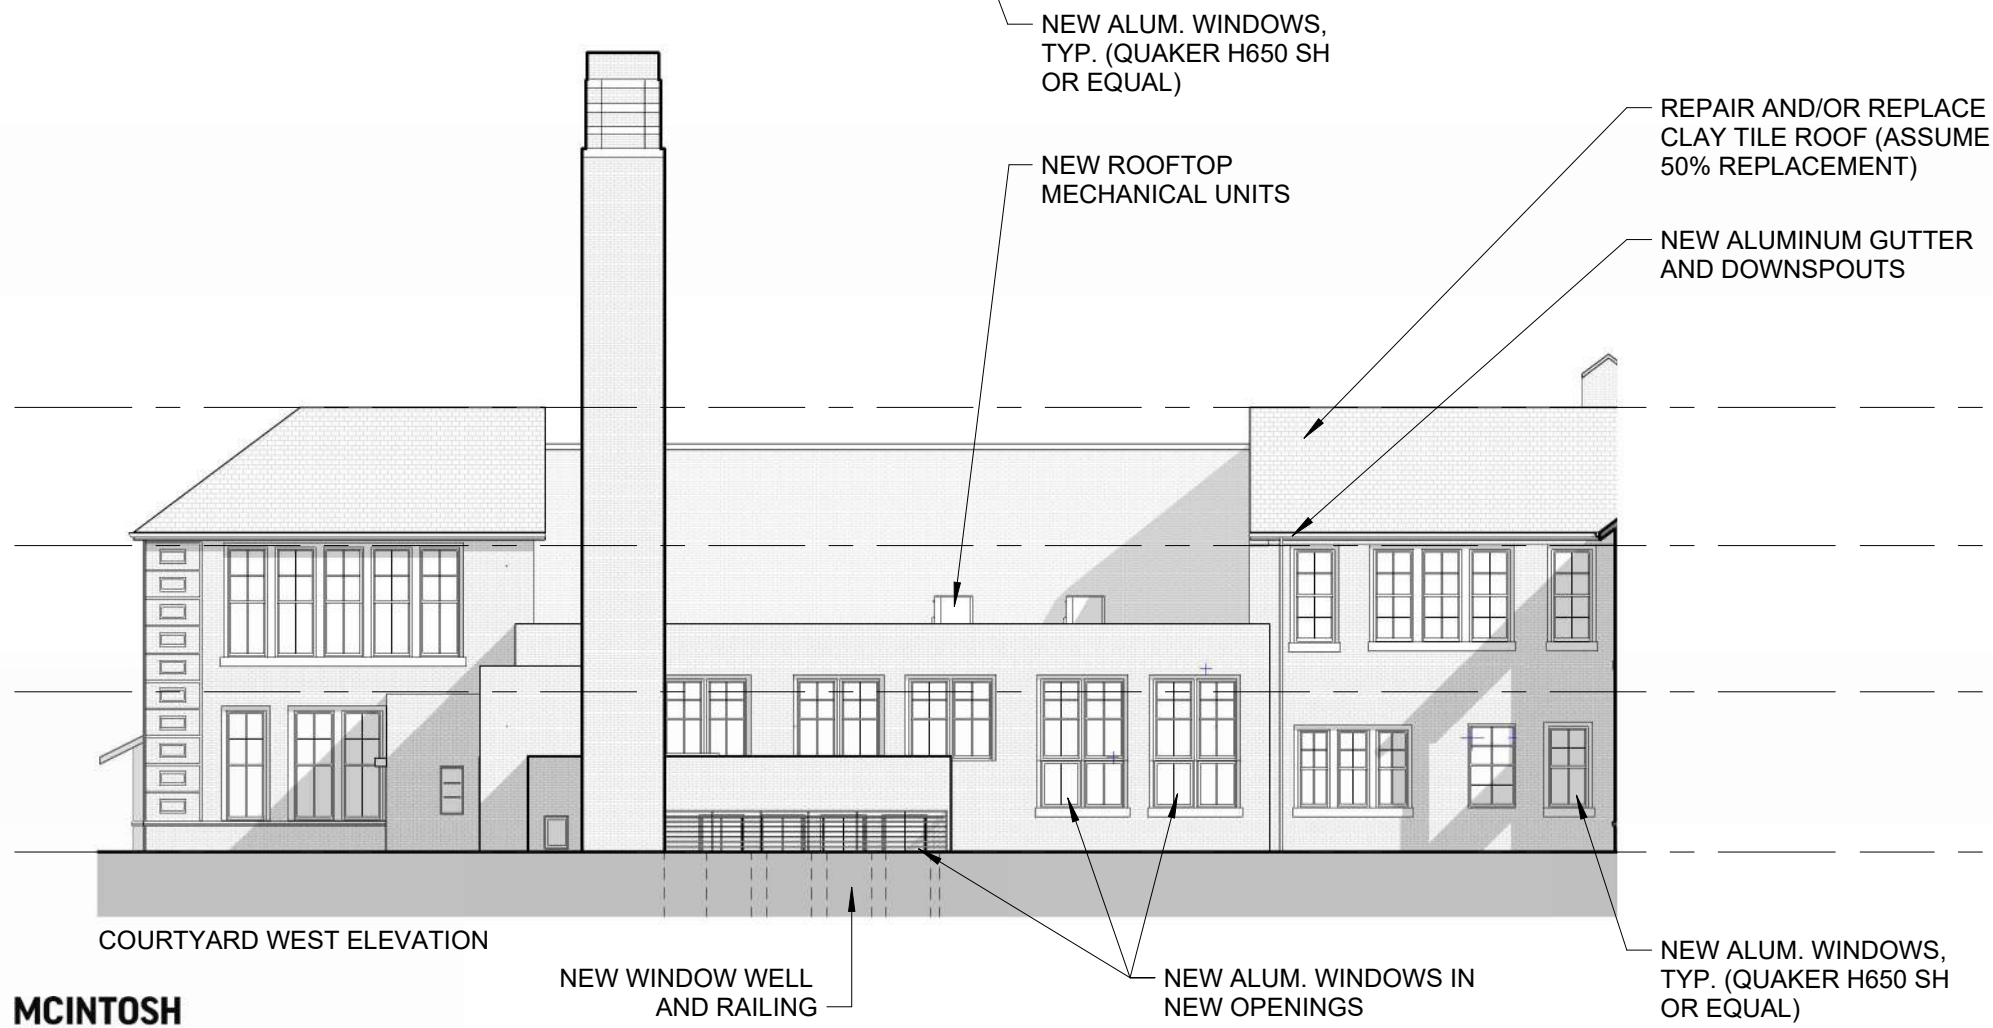 NEW ALUM. WINDOWS,
TYP. (QUAKER H650 SH
OR EQUAL)
REPAIR AND/OR REPLACE
CLAY TILE ROOF (ASSUME
50% REPLACEMENT)
NEW ROOFTOP
MECHANICAL UNITS
NEW ALUMINUM GUTTER
AND DOWNSPOUTS
COURTYARD WEST ELEVATION
NEW WINDOW WELL
AND RAILING
NEW ALUM. WINDOWS IN
NEW OPENINGS
NEW ALUM. WINDOWS,
TYP. (QUAKER H650 SH
OR EQUAL)
MCINTOSH